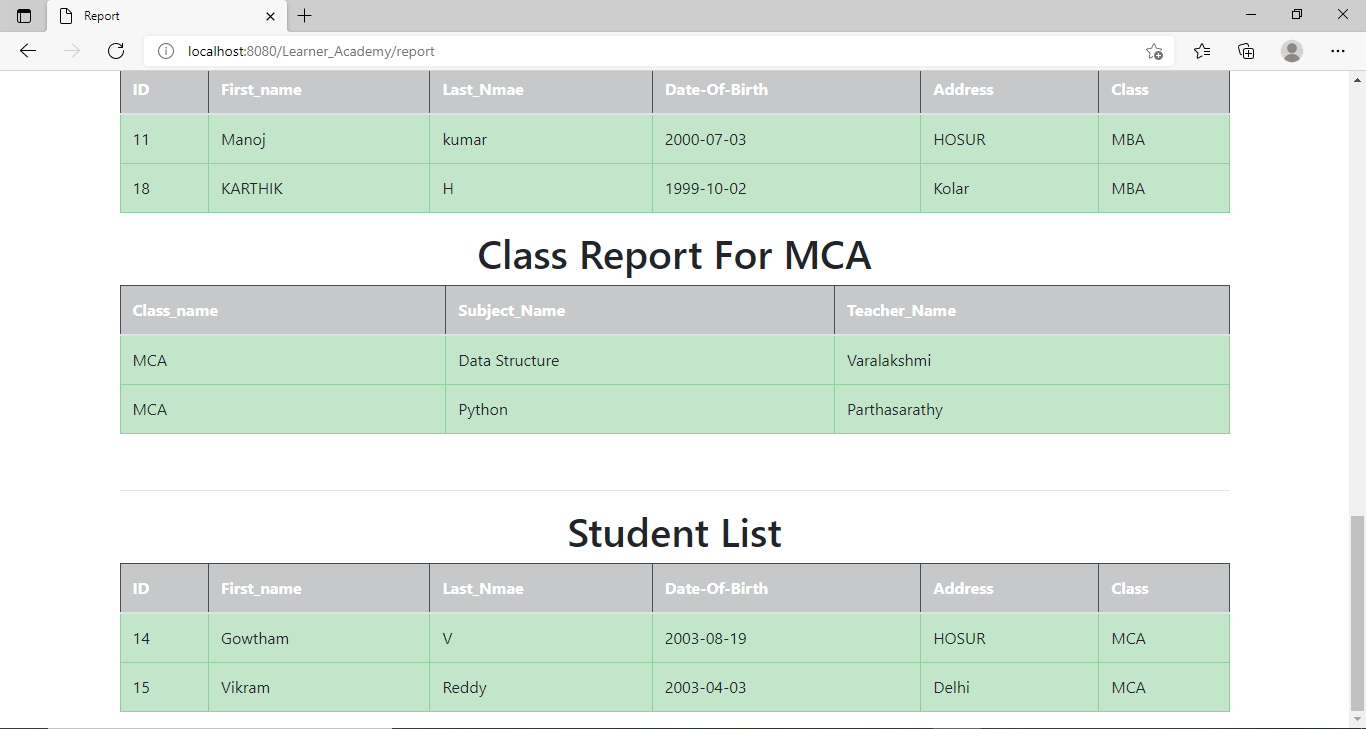 Report
localhost:8080/Learner_Academy/report
ID First_name Last_Nmae Date-Of-Birth Address Class
11 Manoj kumar 2000-07-03 HOSUR MBA
18 KARTHIK H 1999-10-02 Kolar MBA
Class Report For MCA
Class_name Subject_Name Teacher_Name
MCA Data Structure Varalakshmi
MCA Python Parthasarathy
Student List
ID First_name Last_Nmae Date-Of-Birth Address Class
14 Gowtham V 2003-08-19 HOSUR MCA
15 Vikram Reddy 2003-04-03 Delhi MCA